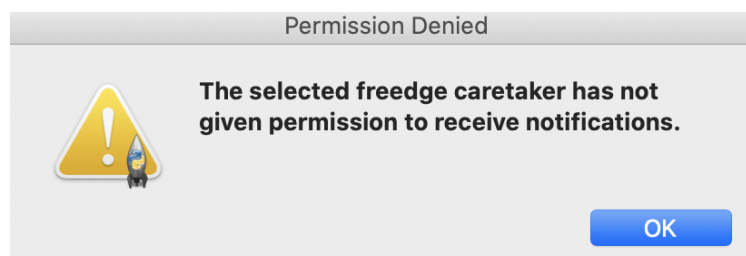 Permission Denied
The selected freedge caretaker has not
given permission to receive notifications.
OK